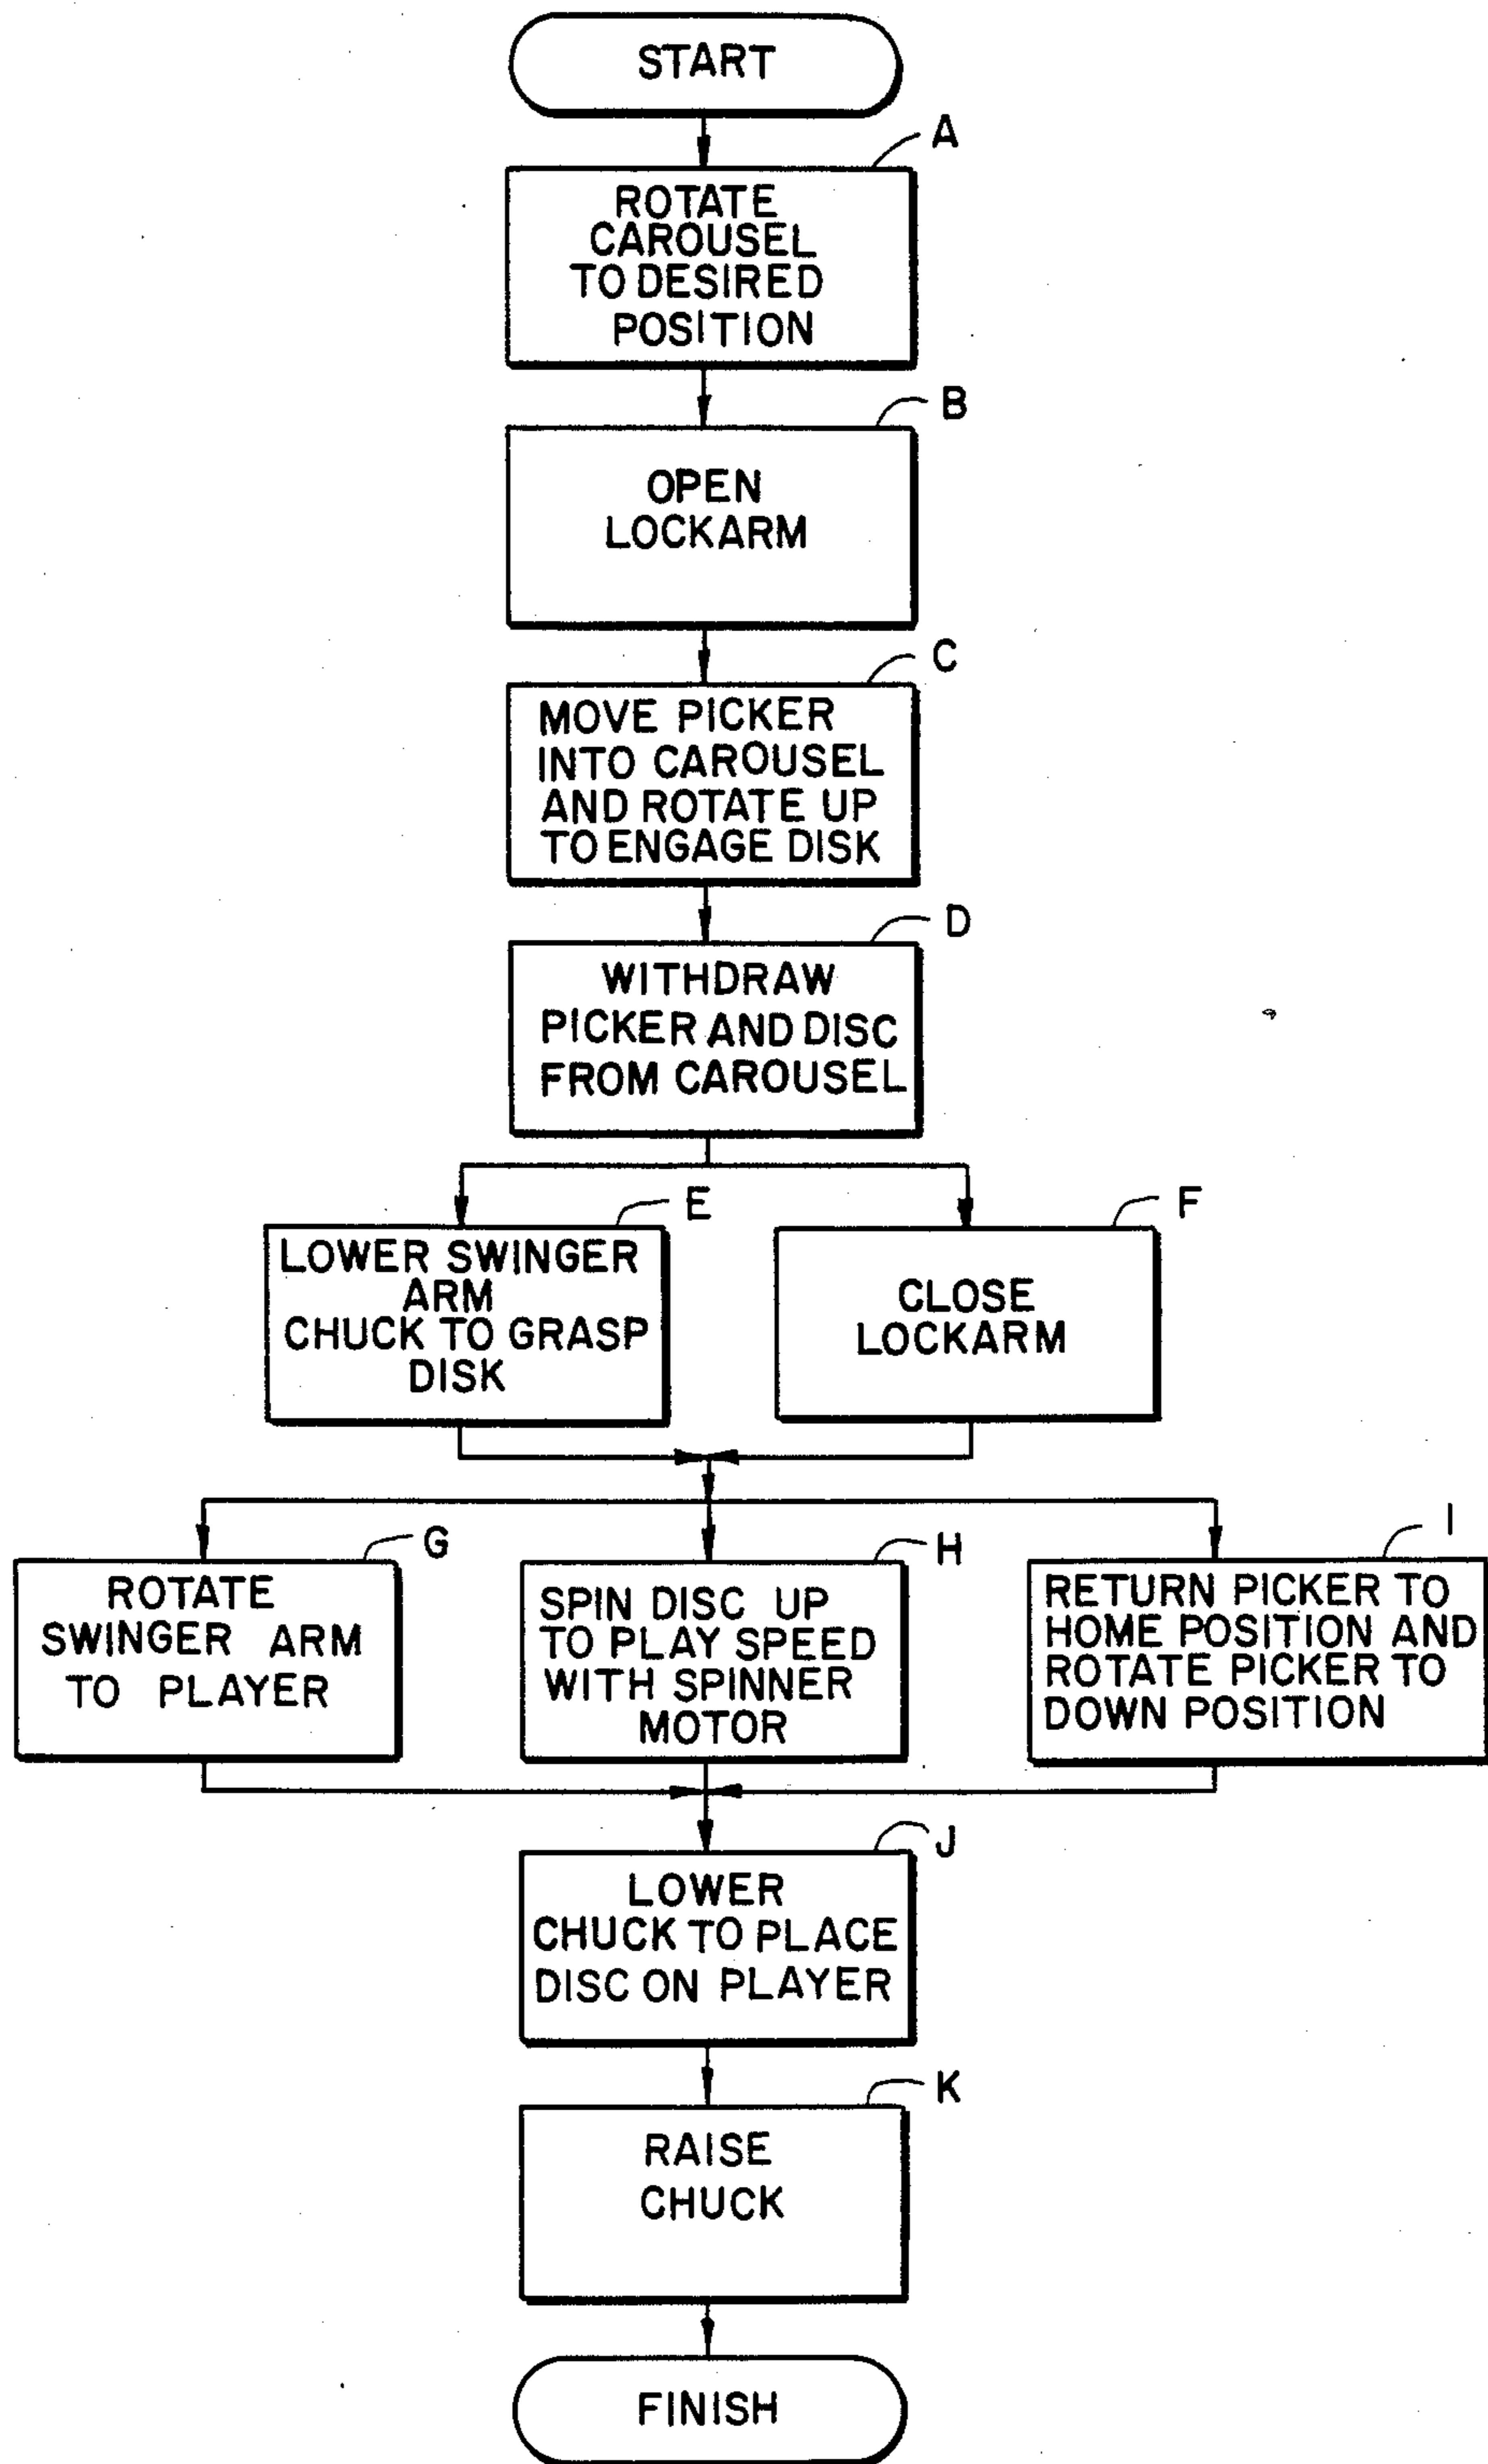 START
A
ROTATE
CAROUSEL
TO DESIRED
POSITION
B
OPEN
LOCKARM
C
MOVE PICKER
INTO CAROUSEL
AND ROTATE UP
TO ENGAGE DISK
D
WITHDRAW
PICKER AND DISC
FROM CAROUSEL
E
LOWER SWINGER
ARM
CHUCK TO GRASP
DISK
F
CLOSE
LOCKARM
G
ROTATE
SWINGER ARM
TO PLAYER
H
SPIN DISC UP
TO PLAY SPEED
WITH SPINNER
MOTOR
I
RETURN PICKER TO
HOME POSITION AND
ROTATE PICKER TO
DOWN POSITION
J
LOWER
CHUCK TO PLACE
DISC ON PLAYER
K
RAISE
CHUCK
FINISH